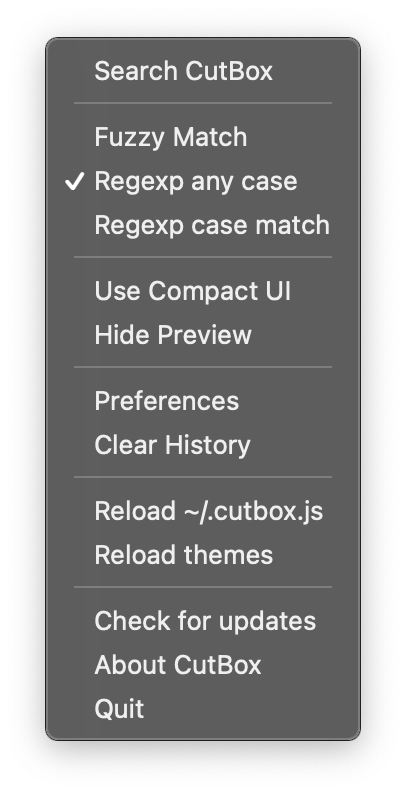 Search CutBox
Fuzzy Match
Regexp any case
Regexp case match
Use Compact UI
Hide Preview
Preferences
Clear History
Reload ~/.cutbox.js
Reload themes
Check for updates
About CutBox
Quit